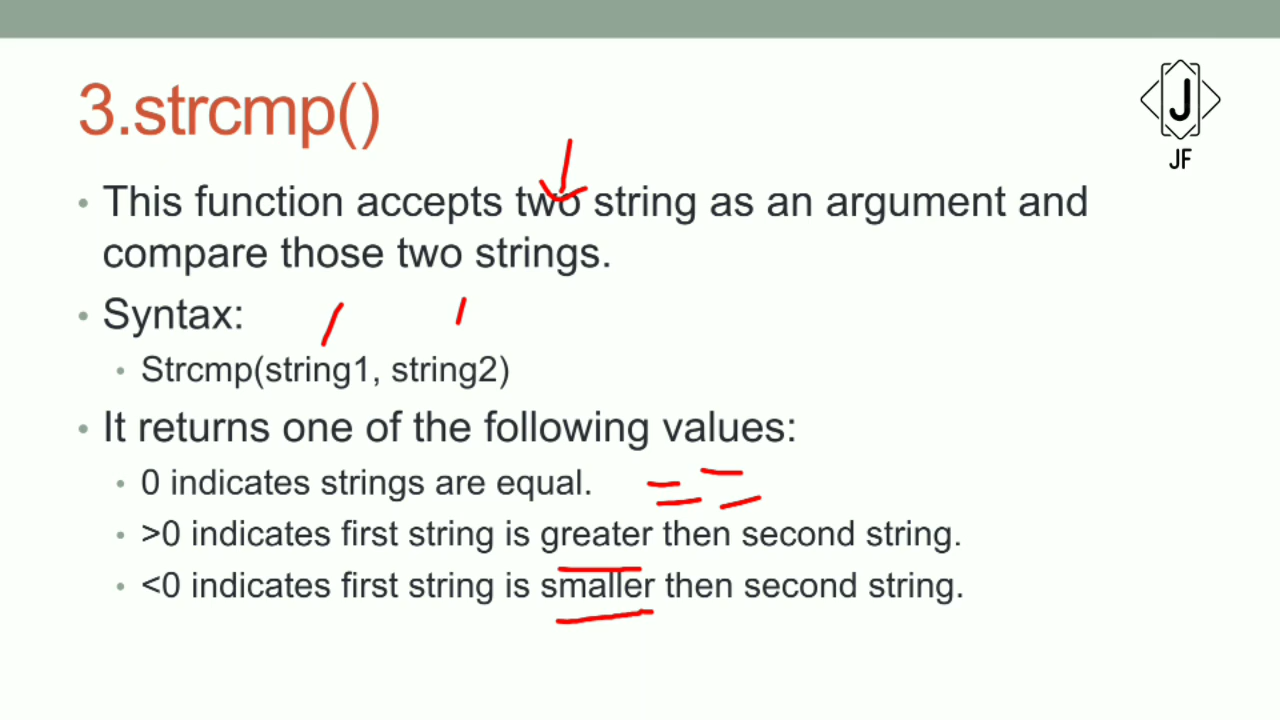 3.strcmp()
J
JF
• This function accepts two string as an argument and
compare those two strings.
• Syntax:
• Strcmp(string1, string2)
• It returns one of the following values:
• 0 indicates strings are equal.
• >0 indicates first string is greater then second string.
• <0 indicates first string is smaller then second string.